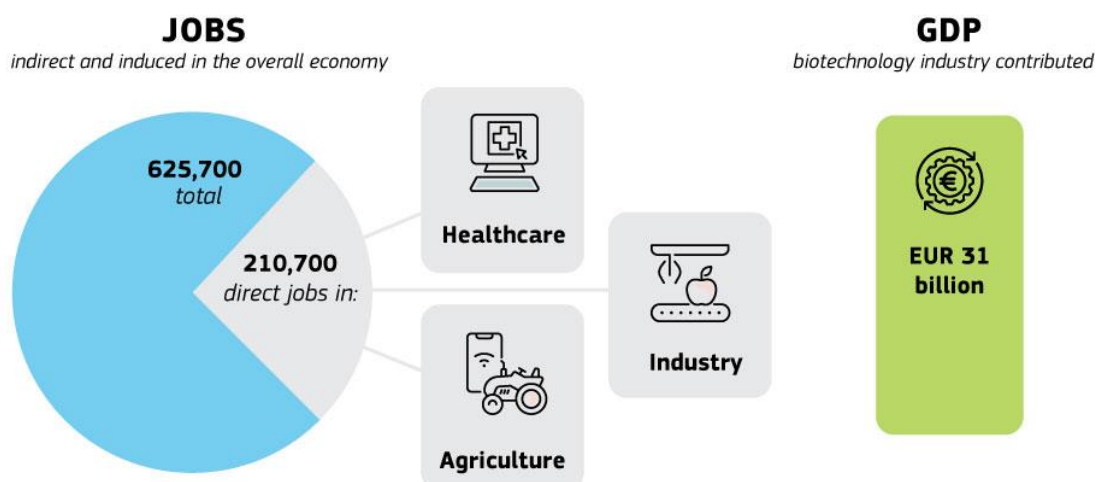 JOBS
indirect and induced in the overall economy
625,700
total
210,700
direct jobs in:
Healthcare
Industry
Agriculture
GDP
biotechnology industry contributed
€
EUR 31
billion